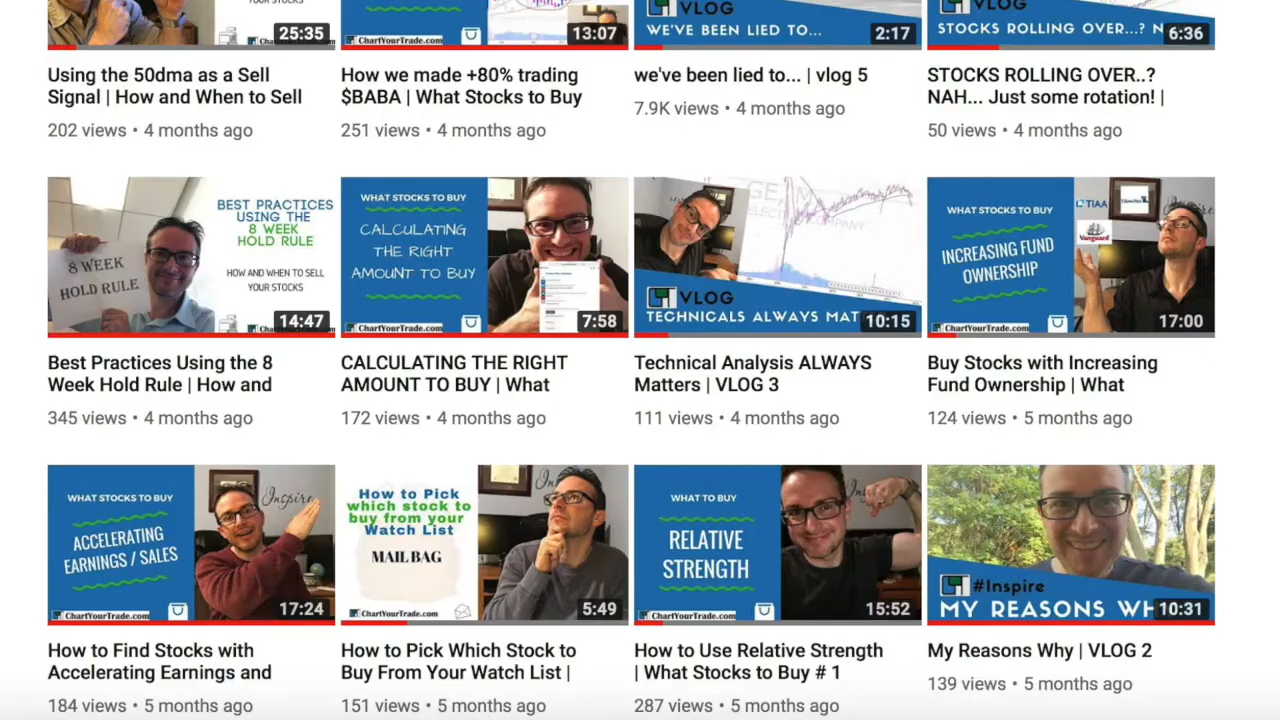 YOUR STOCKS
ChartYourTrade.com
25:35
ChartYourTrade.com
13:07
VLOG
WE'VE BEEN LIED TO...
2:17
VLOG
STOCKS ROLLING OVER...? N
6:36
Using the 50dma as a Sell
Signal | How and When to Sell
202 views • 4 months ago
How we made +80% trading
$BABA | What Stocks to Buy
251 views • 4 months ago
we've been lied to... | vlog 5
7.9K views • 4 months ago
STOCKS ROLLING OVER..?
NAH... Just some rotation! |
50 views • 4 months ago
8 WEEK
HOLD RULE
BEST PRACTICES
USING THE
8 WEEK
HOLD RULE
HOW AND WHEN TO SELL
YOUR STOCKS
14:47
WHAT STOCKS TO BUY
CALCULATING
THE RIGHT
AMOUNT TO BUY
ChartYourTrade.com
7:58
VLOG
TECHNICALS ALWAYS MAT
10:15
WHAT STOCKS TO BUY
INCREASING FUND
OWNERSHIP
ChartYourTrade.com
TIAA
Vanguard
17:00
Best Practices Using the 8
Week Hold Rule | How and
345 views • 4 months ago
CALCULATING THE RIGHT
AMOUNT TO BUY | What
172 views • 4 months ago
Technical Analysis ALWAYS
Matters | VLOG 3
111 views • 4 months ago
Buy Stocks with Increasing
Fund Ownership | What
124 views • 5 months ago
WHAT STOCKS TO BUY
ACCELERATING
EARNINGS / SALES
ChartYourTrade.com
Inspire
17:24
How to Pick
which stock to
buy from your
Watch List
MAIL BAG
ChartYourTrade.com
5:49
WHAT TO BUY
RELATIVE
STRENGTH
ChartYourTrade.com
15:52
#Inspire
MY REASONS WH
10:31
How to Find Stocks with
Accelerating Earnings and
184 views • 5 months ago
How to Pick Which Stock to
Buy From Your Watch List |
151 views • 5 months ago
How to Use Relative Strength
| What Stocks to Buy # 1
287 views • 5 months ago
My Reasons Why | VLOG 2
139 views • 5 months ago